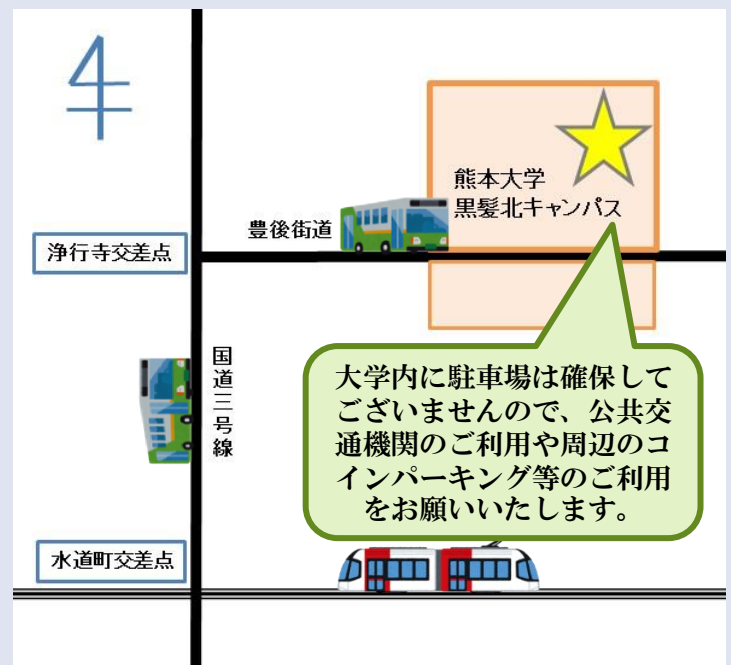 熊本大学
黒髪北キャンパス
豊後街道
浄行寺交差点
国道三号線
大学内に駐車場は確保して
ございませんので、公共交
通機関のご利用や周辺のコ
インパーキング等のご利用
をお願いいたします。
水道町交差点